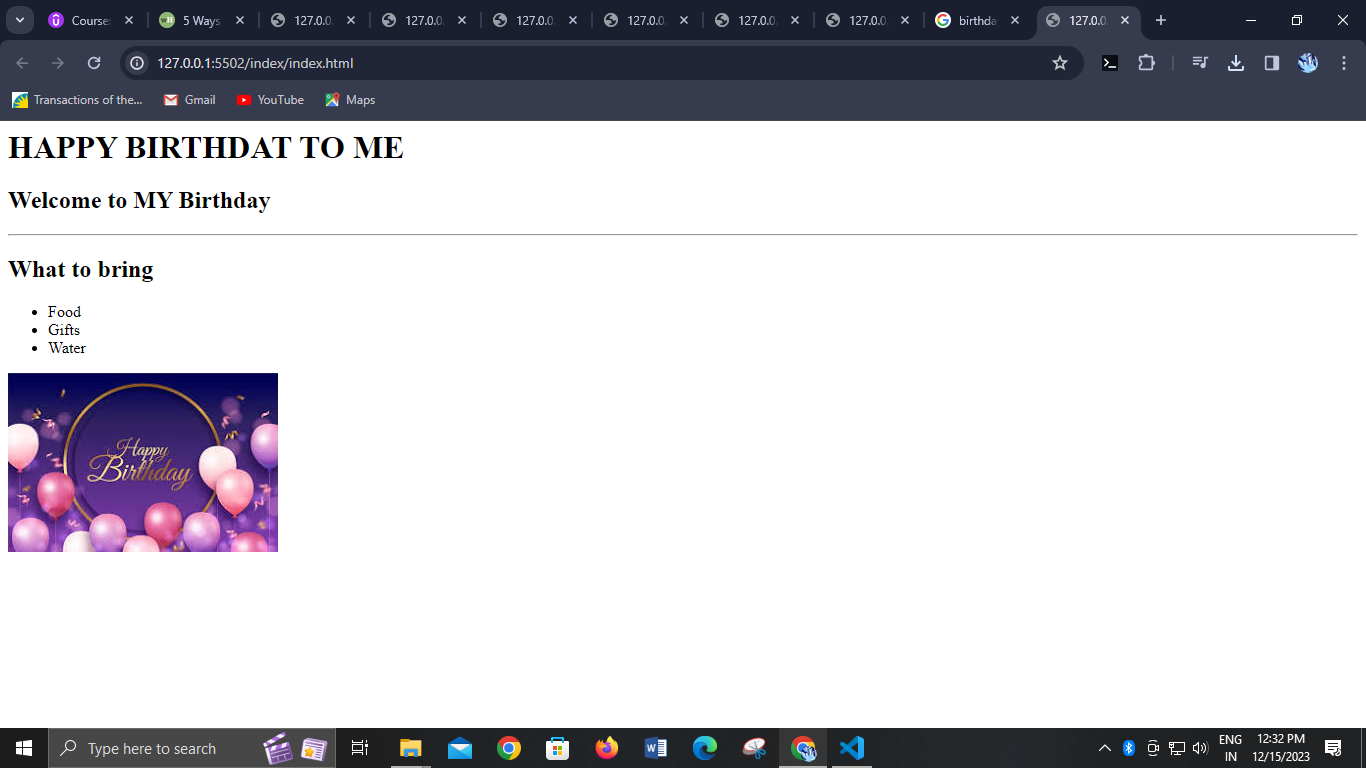 Course
5 Ways
127.0.0.
127.0.0.
127.0.0.
127.0.0.
127.0.0.
127.0.0.
birthda
127.0.0.
127.0.0.1:5502/index/index.html
Transactions of the... Gmail YouTube Maps
HAPPY BIRTHDAT TO ME
Welcome to MY Birthday
What to bring
• Food
• Gifts
• Water
Happy
Birthday
Type here to search
ENG
IN
12:32 PM
12/15/2023